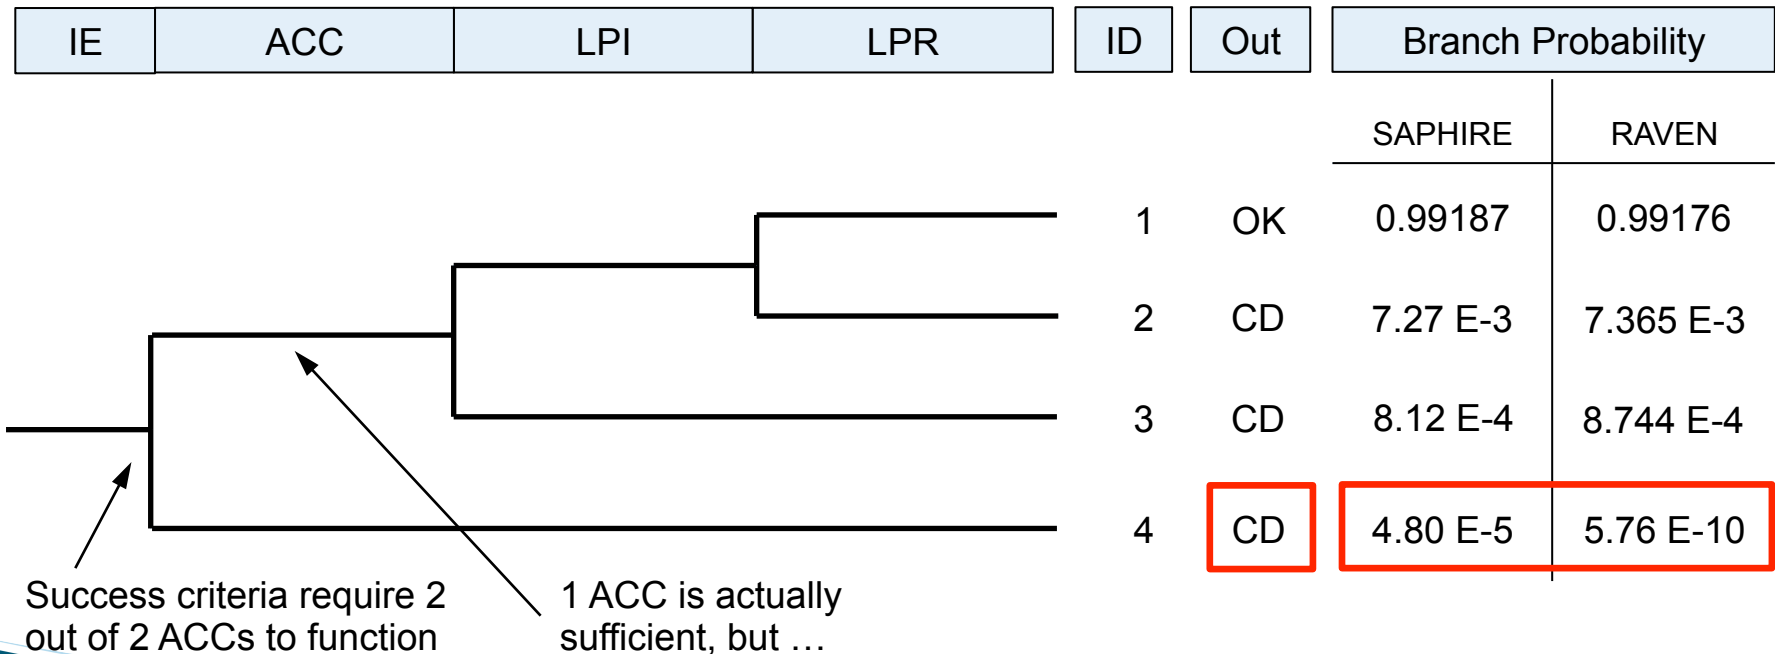 IE ACC LPI LPR ID Out Branch Probability
SAPHIRE RAVEN
1 OK 0.99187 0.99176
2 CD 7.27 E-3 7.365 E-3
3 CD 8.12 E-4 8.744 E-4
4 CD 4.80 E-5 5.76 E-10
Success criteria require 2
out of 2 ACCs to function
1 ACC is actually
sufficient, but …